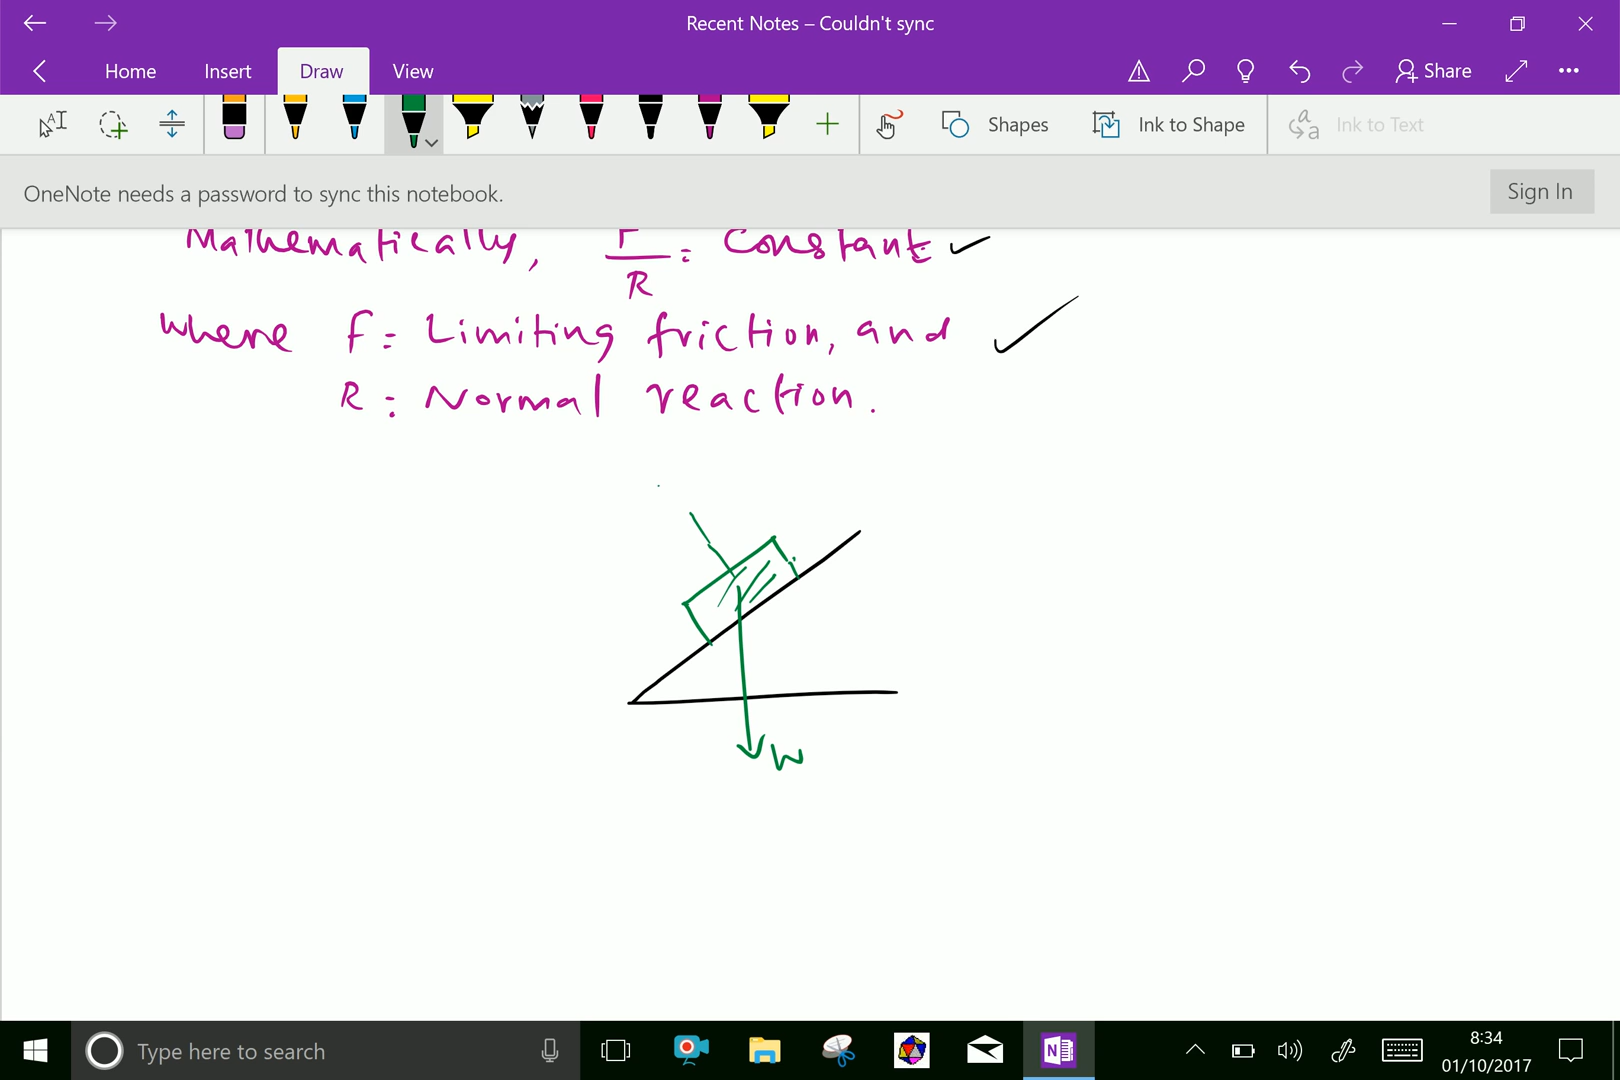 Recent Notes – Couldn't sync
Home Insert Draw View Share
Shapes Ink to Shape Ink to Text
OneNote needs a password to sync this notebook. Sign In
Mathematically, F/R = Constant
where F = Limiting friction, and
R = Normal reaction.
W
Type here to search
8:34
01/10/2017